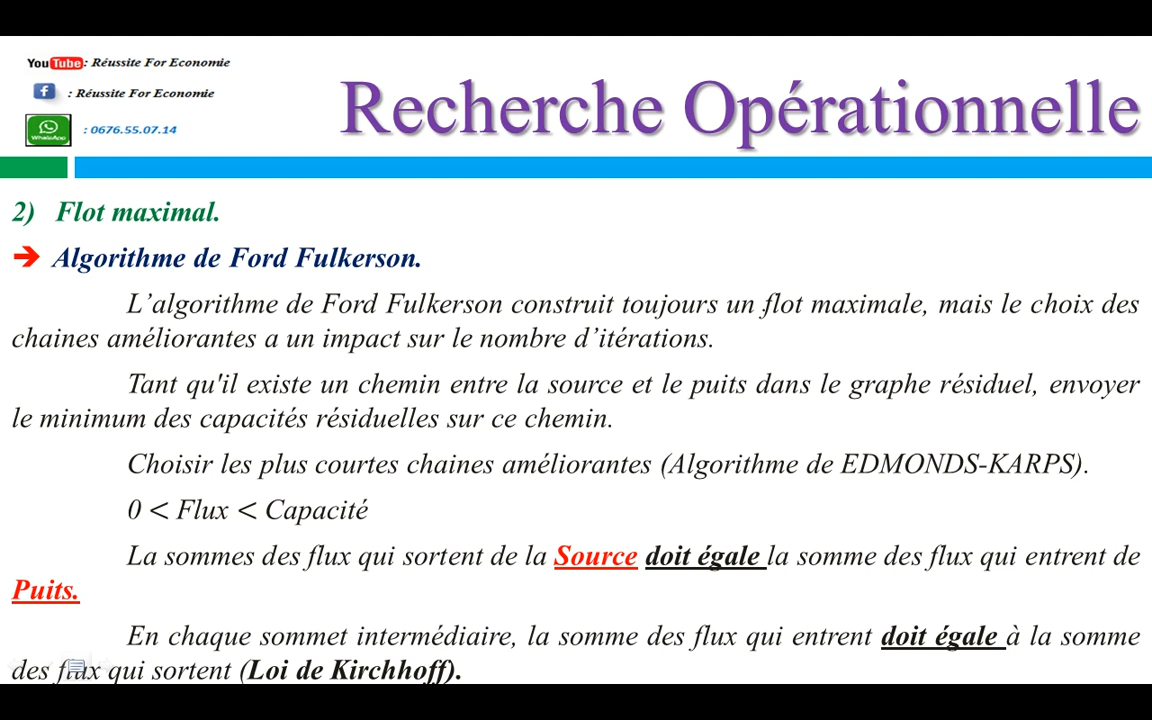 YouTube : Réussite For Economie
f : Réussite For Economie
WhatsApp : 0676.55.07.14
Recherche Opérationnelle
2) Flot maximal.
➔ Algorithme de Ford Fulkerson.
L’algorithme de Ford Fulkerson construit toujours un flot maximale, mais le choix des
chaines améliorantes a un impact sur le nombre d’itérations.
Tant qu'il existe un chemin entre la source et le puits dans le graphe résiduel, envoyer
le minimum des capacités résiduelles sur ce chemin.
Choisir les plus courtes chaines améliorantes (Algorithme de EDMONDS-KARPS).
0 < Flux < Capacité
La sommes des flux qui sortent de la Source doit égale la somme des flux qui entrent de
Puits.
En chaque sommet intermédiaire, la somme des flux qui entrent doit égale à la somme
des flux qui sortent (Loi de Kirchhoff).